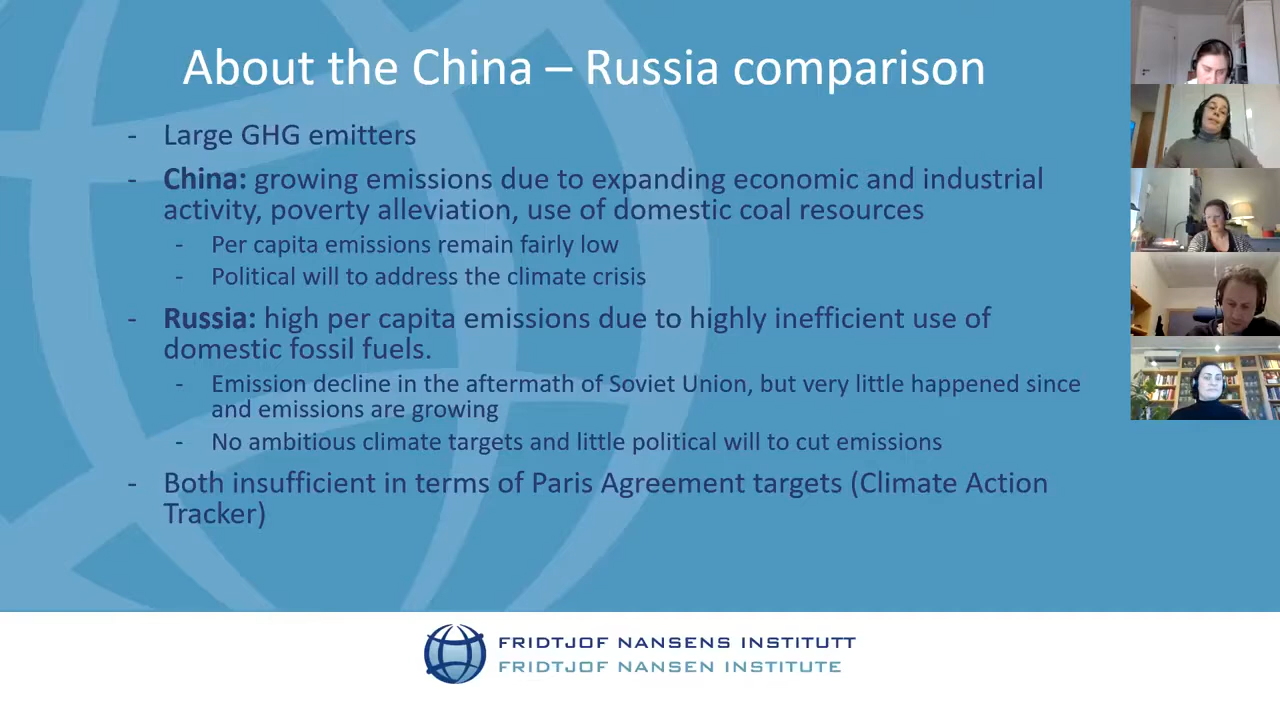 About the China – Russia comparison
- Large GHG emitters
- China: growing emissions due to expanding economic and industrial
activity, poverty alleviation, use of domestic coal resources
- Per capita emissions remain fairly low
- Political will to address the climate crisis
- Russia: high per capita emissions due to highly inefficient use of
domestic fossil fuels.
- Emission decline in the aftermath of Soviet Union, but very little happened since
and emissions are growing
- No ambitious climate targets and little political will to cut emissions
- Both insufficient in terms of Paris Agreement targets (Climate Action
Tracker)
FRIDTJOF NANSENS INSTITUTT
FRIDTJOF NANSEN INSTITUTE